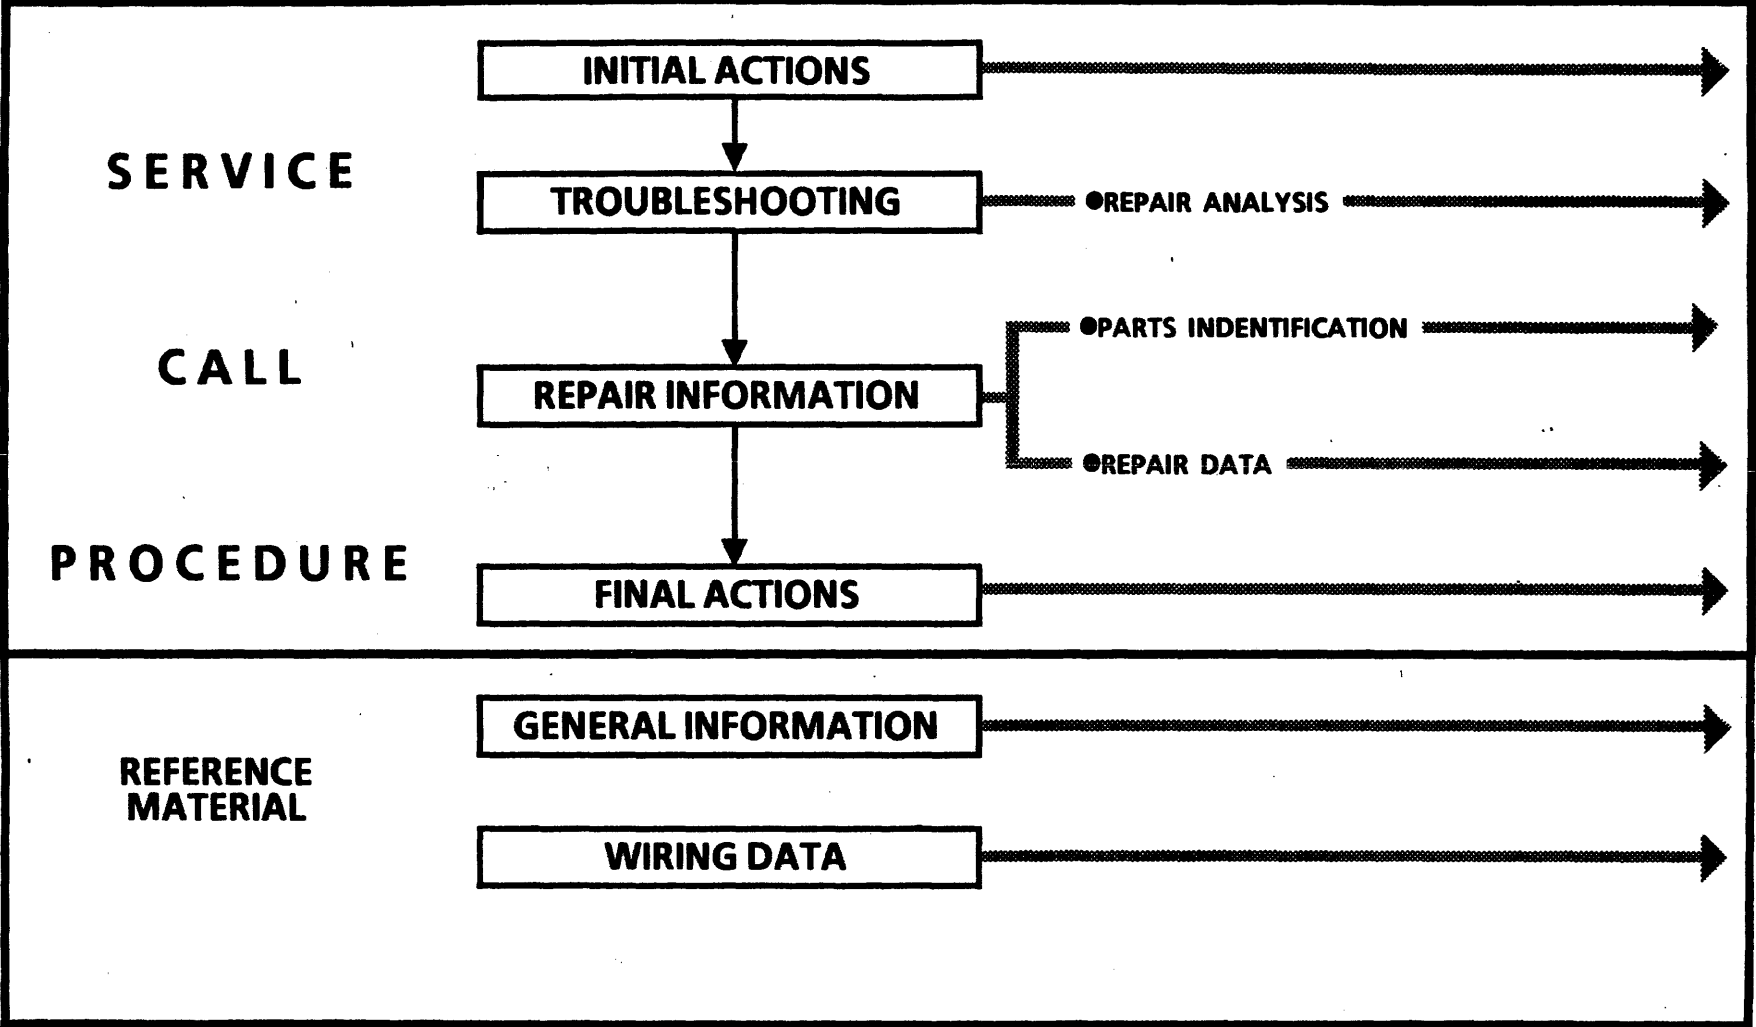 INITIAL ACTIONS
SERVICE
TROUBLESHOOTING
●REPAIR ANALYSIS
●PARTS INDENTIFICATION
CALL
REPAIR INFORMATION
●REPAIR DATA
PROCEDURE
FINAL ACTIONS
GENERAL INFORMATION
REFERENCE
MATERIAL
WIRING DATA